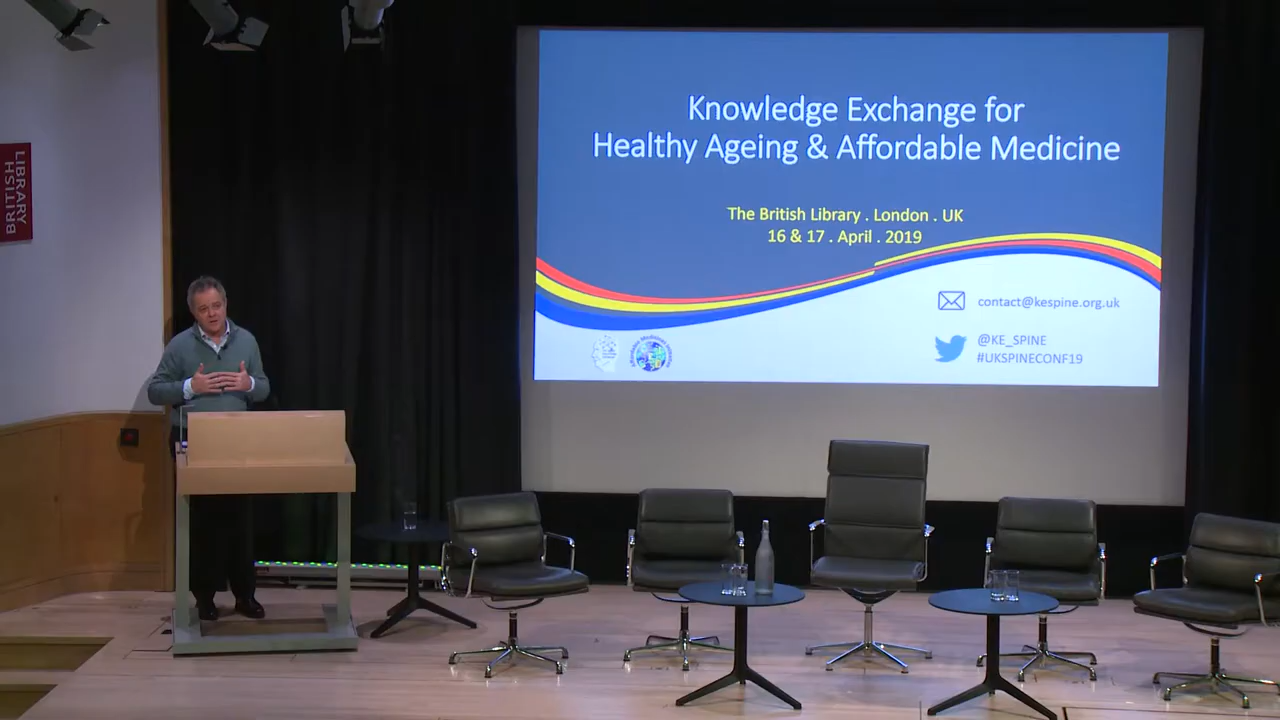 BRITISH
LIBRARY
Knowledge Exchange for
Healthy Ageing & Affordable Medicine
The British Library . London . UK
16 & 17 . April . 2019
contact@kespine.org.uk
@KE_SPINE
#UKSPINECONF19